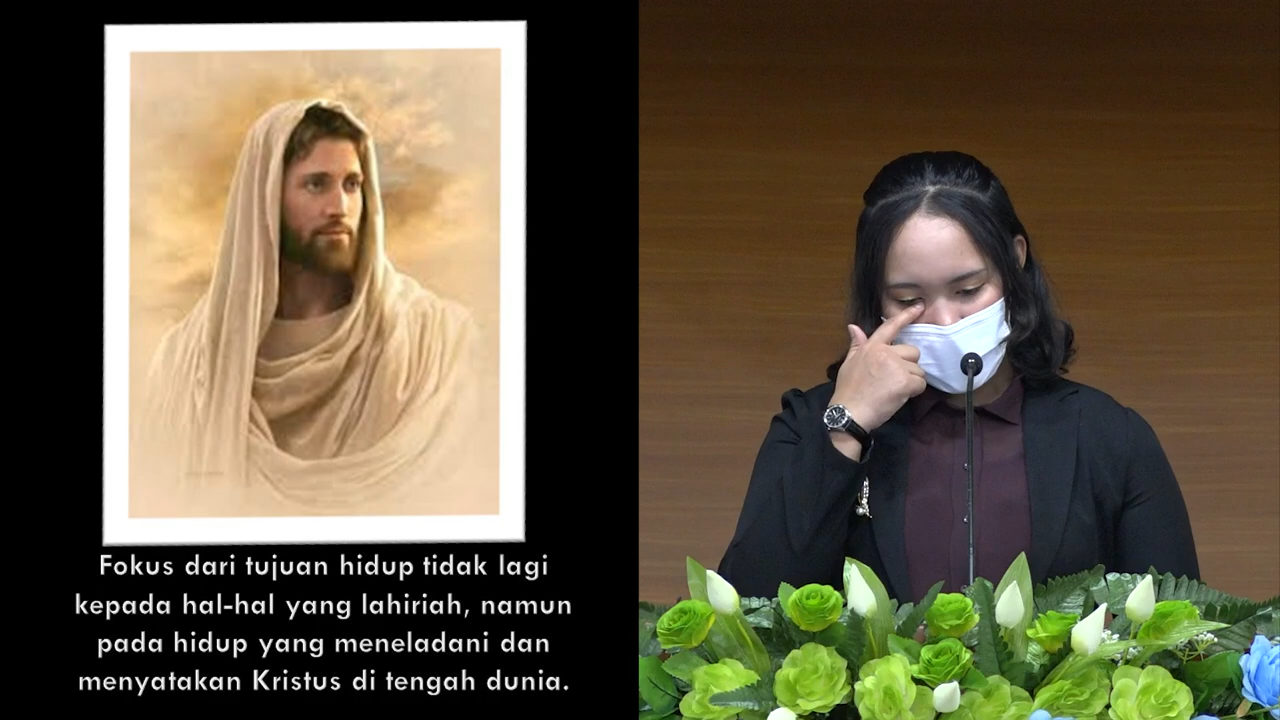 Fokus dari tujuan hidup tidak lagi
kepada hal-hal yang lahiriah, namun
pada hidup yang meneladani dan
menyatakan Kristus di tengah dunia.